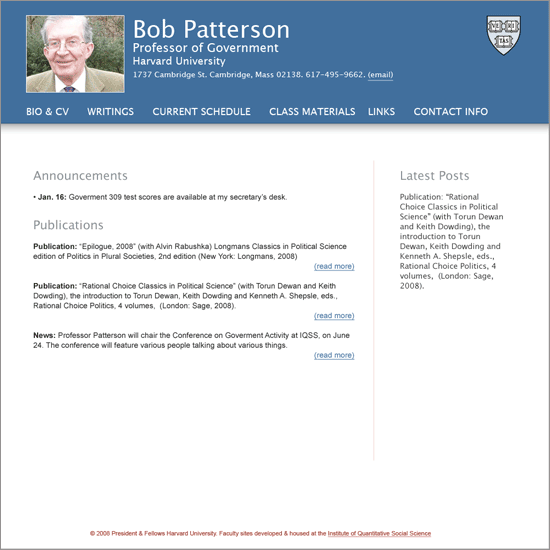 Bob Patterson
Professor of Government
Harvard University
1737 Cambridge St. Cambridge, Mass 02138. 617-495-9662. (email)
VE RI
TAS
BIO & CV WRITINGS CURRENT SCHEDULE CLASS MATERIALS LINKS CONTACT INFO
Announcements
• Jan. 16: Goverment 309 test scores are available at my secretary's desk.
Publications
Publication: "Epilogue, 2008" (with Alvin Rabushka) Longmans Classics in Political Science
edition of Politics in Plural Societies, 2nd edition (New York: Longmans, 2008)
(read more)
Publication: "Rational Choice Classics in Political Science" (with Torun Dewan and Keith
Dowding), the introduction to Torun Dewan, Keith Dowding and Kenneth A. Shepsle, eds.,
Rational Choice Politics, 4 volumes, (London: Sage, 2008).
(read more)
News: Professor Patterson will chair the Conference on Goverment Activity at IQSS, on June
24. The conference will feature various people talking about various things.
(read more)
Latest Posts
Publication: "Rational
Choice Classics in Political
Science" (with Torun Dewan
and Keith Dowding), the
introduction to Torun
Dewan, Keith Dowding and
Kenneth A. Shepsle, eds.,
Rational Choice Politics, 4
volumes, (London: Sage,
2008).
© 2008 President & Fellows Harvard University. Faculty sites developed & housed at the Institute of Quantitative Social Science